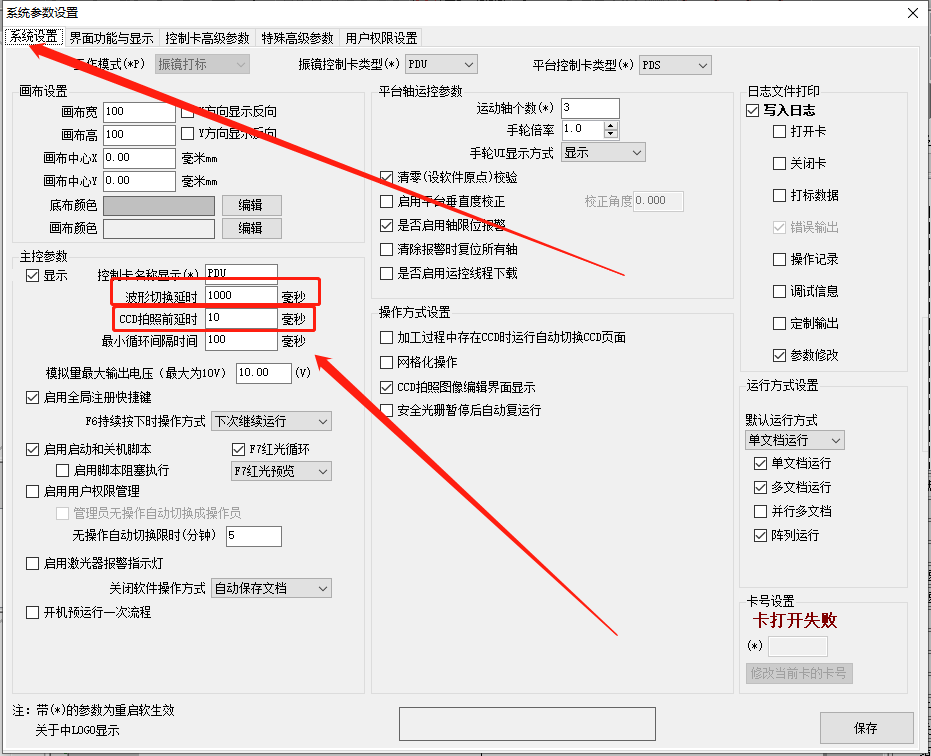 系统参数设置
系统设置 界面功能与显示 控制卡高级参数 特殊高级参数 用户权限设置
作模式(*P) 振镜打标 振镜控制卡类型(*) PDU 平台控制卡类型(*) PDS
画布设置
画布宽 100 方向显示反向
画布高 100 Y方向显示反向
画布中心X 0.00 毫米mm
画布中心Y 0.00 毫米mm
底布颜色 编辑
画布颜色 编辑
主控参数
显示 控制卡名称显示(*) PDU
波形切换延时 1000 毫秒
CCD拍照前延时 10 毫秒
最小循环间隔时间 100 毫秒
模拟量最大输出电压（最大为10V） 10.00 (V)
启用全局注册快捷键
F6持续按下时操作方式 下次继续运行
启用启动和关机脚本 F7红光循环
启用脚本阻塞执行 F7红光预览
启用用户权限管理
管理员无操作自动切换成操作员
无操作自动切换限时(分钟) 5
启用激光器报警指示灯
关闭软件操作方式 自动保存文档
开机预运行一次流程
平台轴运控参数
运动轴个数(*) 3
手轮倍率 1.0
手轮UI显示方式 显示
清零(设软件原点)校验
启用平台垂直度校正 校正角度 0.000
是否启用轴限位报警
清除报警时复位所有轴
是否启用运控线程下载
操作方式设置
加工过程中存在CCD时运行自动切换CCD页面
网格化操作
CCD拍照图像编辑界面显示
安全光栅暂停后自动复运行
日志文件打印
写入日志
打开卡
关闭卡
打标数据
错误输出
操作记录
调试信息
定制输出
参数修改
运行方式设置
默认运行方式
单文档运行
单文档运行
多文档运行
并行多文档
阵列运行
卡号设置
卡打开失败
(*)
修改当前卡的卡号
注：带(*)的参数为重启软生效
关于中LOGO显示
保存